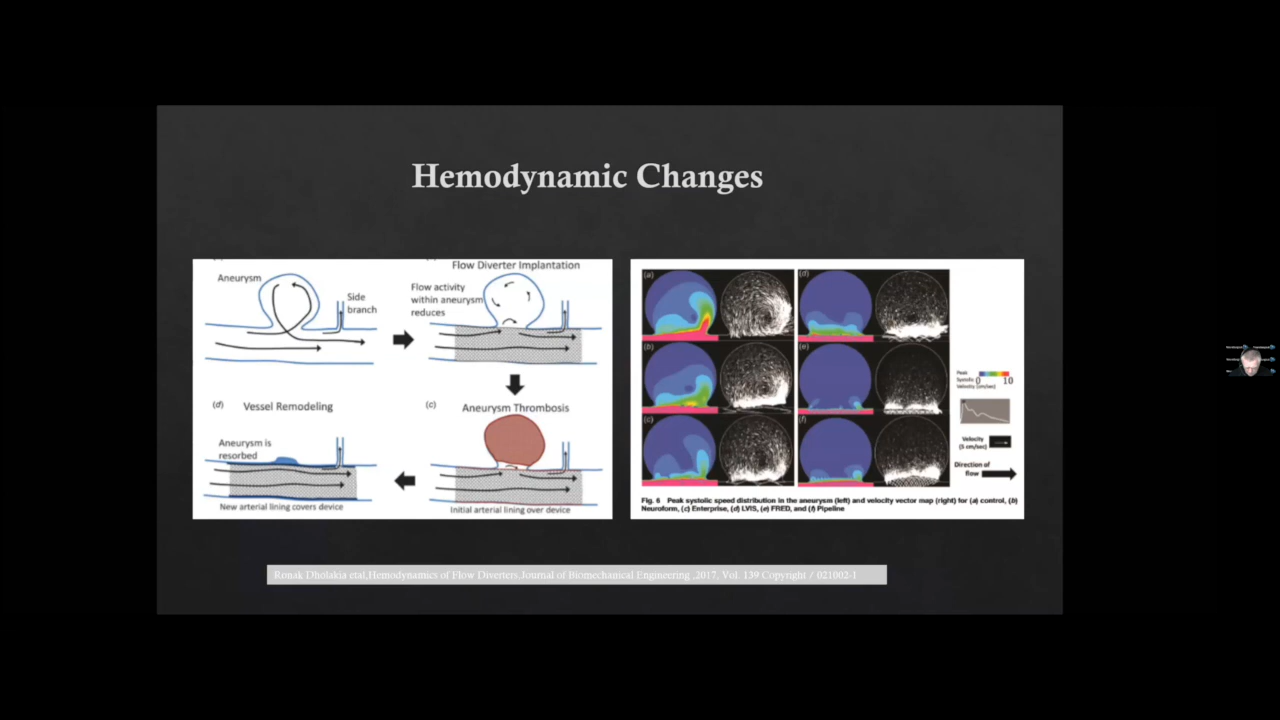 Hemodynamic Changes
Aneurysm
Side
branch
Flow Diverter Implantation
Flow activity
within aneurysm
reduces
(d) Vessel Remodeling
Aneurysm is
resorbed
New arterial lining covers device
(c) Aneurysm Thrombosis
Initial arterial lining over device
(a)
(d)
(b)
(e)
(c)
(f)
Peak
Systolic
Velocity (cm/sec)
0 10
Velocity
(5 cm/sec)
Direction of
flow
Fig. 6 Peak systolic speed distribution in the aneurysm (left) and velocity vector map (right) for (a) control, (b)
Neuroform, (c) Enterprise, (d) LVIS, (e) FRED, and (f) Pipeline
Ronak Dholakia etal,Hemodynamics of Flow Diverters,Journal of Biomechanical Engineering ,2017, Vol. 139 Copyright / 021002-1